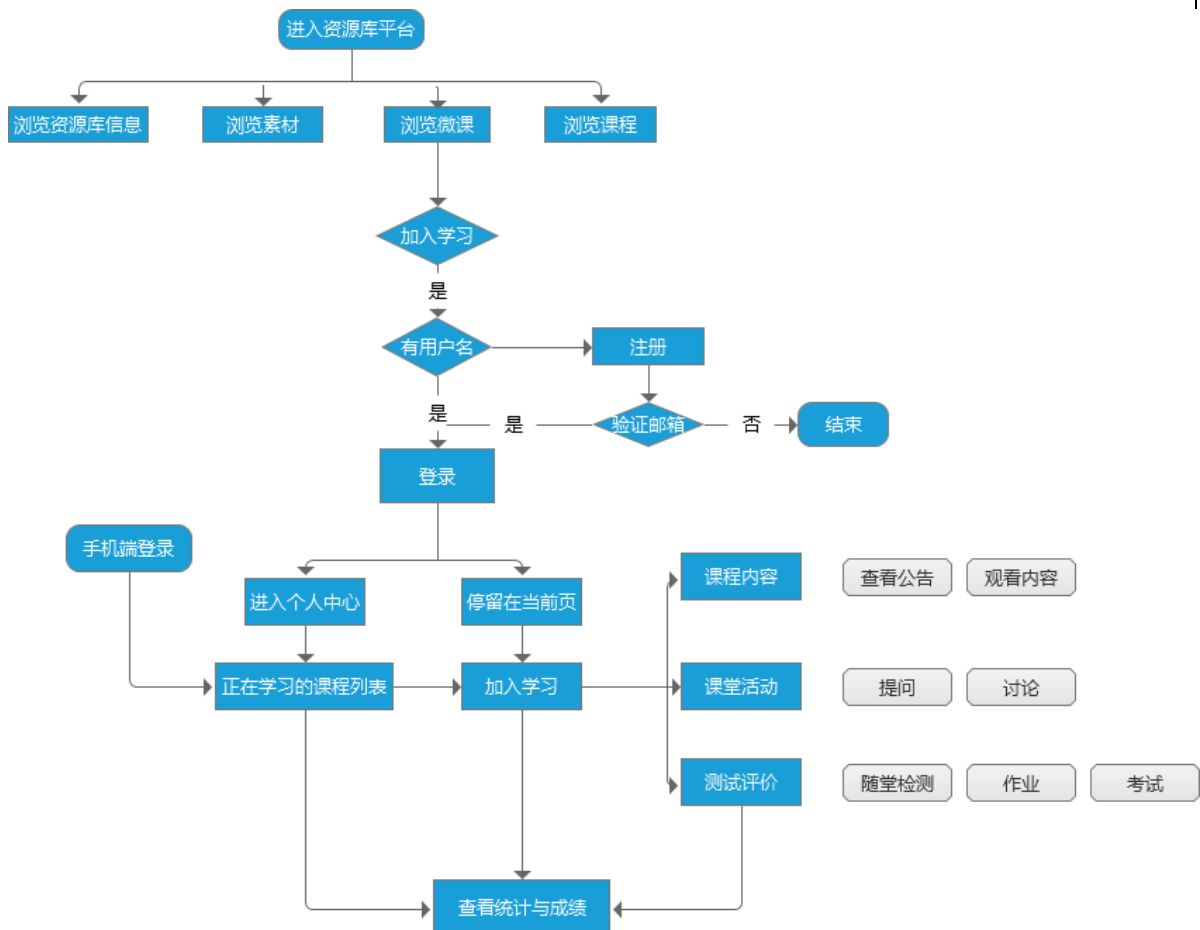 进入资源库平台
浏览资源库信息
浏览素材
浏览微课
浏览课程
加入学习
是
有用户名
注册
是
是
验证邮箱
否
结束
登录
手机端登录
进入个人中心
停留在当前页
课程内容
查看公告
观看内容
正在学习的课程列表
加入学习
课堂活动
提问
讨论
测试评价
随堂检测
作业
考试
查看统计与成绩